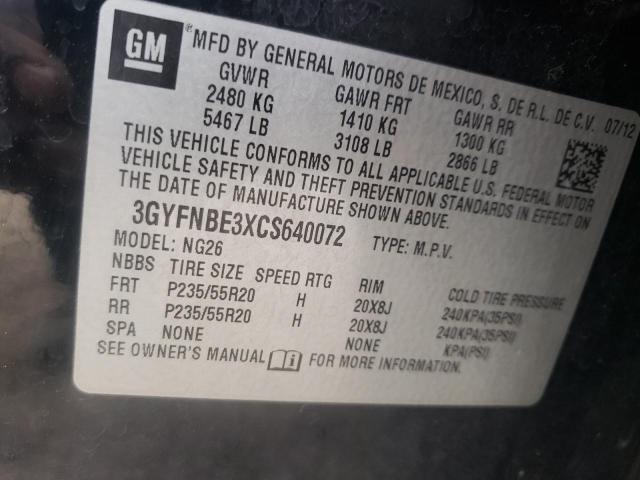 GM
MFD BY GENERAL MOTORS DE MEXICO, S. DE R.L. DE C.V. 07/12
GVWR GAWR FRT GAWR RR
2480 KG 1410 KG 1300 KG
5467 LB 3108 LB 2866 LB
THIS VEHICLE CONFORMS TO ALL APPLICABLE U.S. FEDERAL MOTOR
VEHICLE SAFETY AND THEFT PREVENTION STANDARDS IN EFFECT ON
THE DATE OF MANUFACTURE SHOWN ABOVE.
3GYFNBE3XCS640072 TYPE: M.P.V.
MODEL: NG26
NBBS TIRE SIZE SPEED RTG RIM COLD TIRE PRESSURE
FRT P235/55R20 H 20X8J 240KPA(35PSI)
RR P235/55R20 H 20X8J 240KPA(35PSI)
SPA NONE NONE KPA(PSI)
SEE OWNER'S MANUAL i FOR MORE INFORMATION.